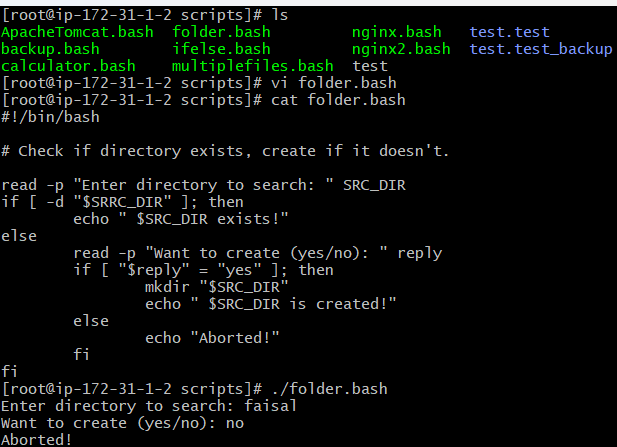 [root@ip-172-31-1-2 scripts]# ls
ApacheTomcat.bash  folder.bash         nginx.bash   test.test
backup.bash        ifelse.bash         nginx2.bash  test.test_backup
calculator.bash    multiplefiles.bash  test
[root@ip-172-31-1-2 scripts]# vi folder.bash
[root@ip-172-31-1-2 scripts]# cat folder.bash
#!/bin/bash

# Check if directory exists, create if it doesn't.

read -p "Enter directory to search: " SRC_DIR
if [ -d "$SRRC_DIR" ]; then
        echo " $SRC_DIR exists!"
else
        read -p "Want to create (yes/no): " reply
        if [ "$reply" = "yes" ]; then
                mkdir "$SRC_DIR"
                echo " $SRC_DIR is created!"
        else
                echo "Aborted!"
        fi
fi
[root@ip-172-31-1-2 scripts]# ./folder.bash
Enter directory to search: faisal
Want to create (yes/no): no
Aborted!